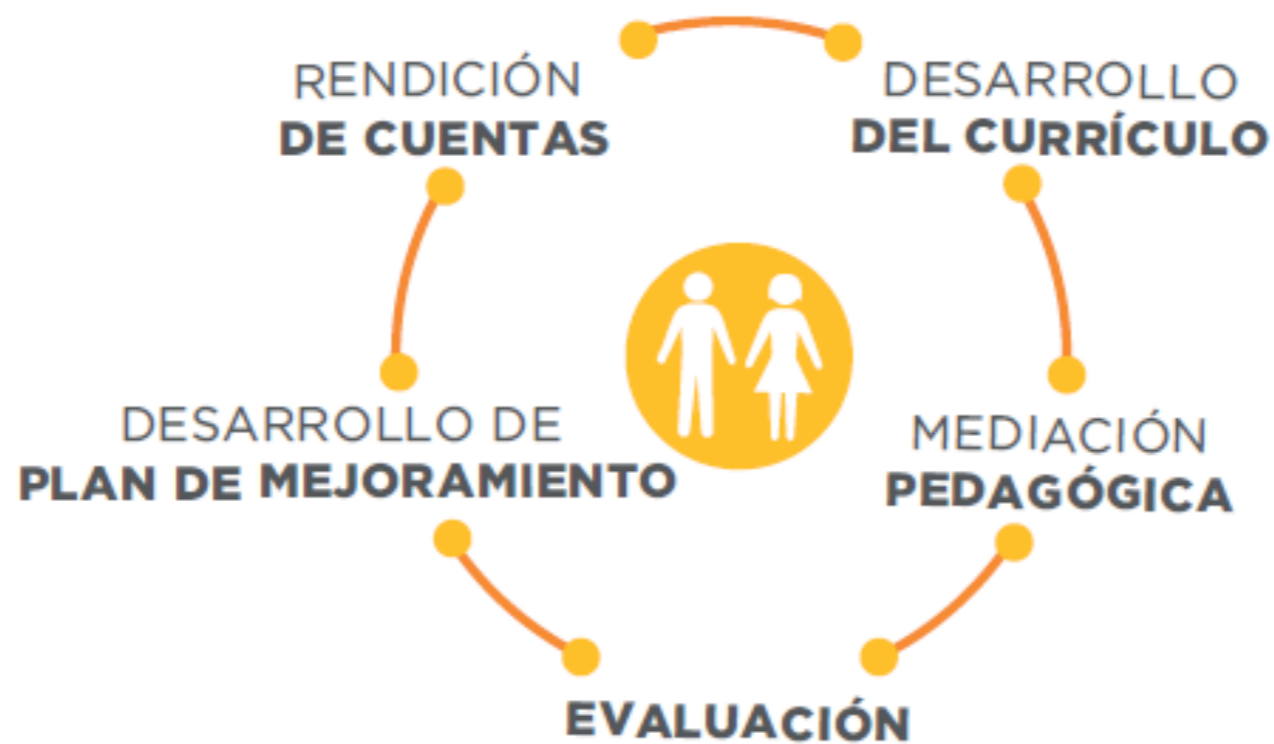 RENDICIÓN
DE CUENTAS
DESARROLLO
DEL CURRÍCULO
MEDIACIÓN
PEDAGÓGICA
EVALUACIÓN
DESARROLLO DE
PLAN DE MEJORAMIENTO